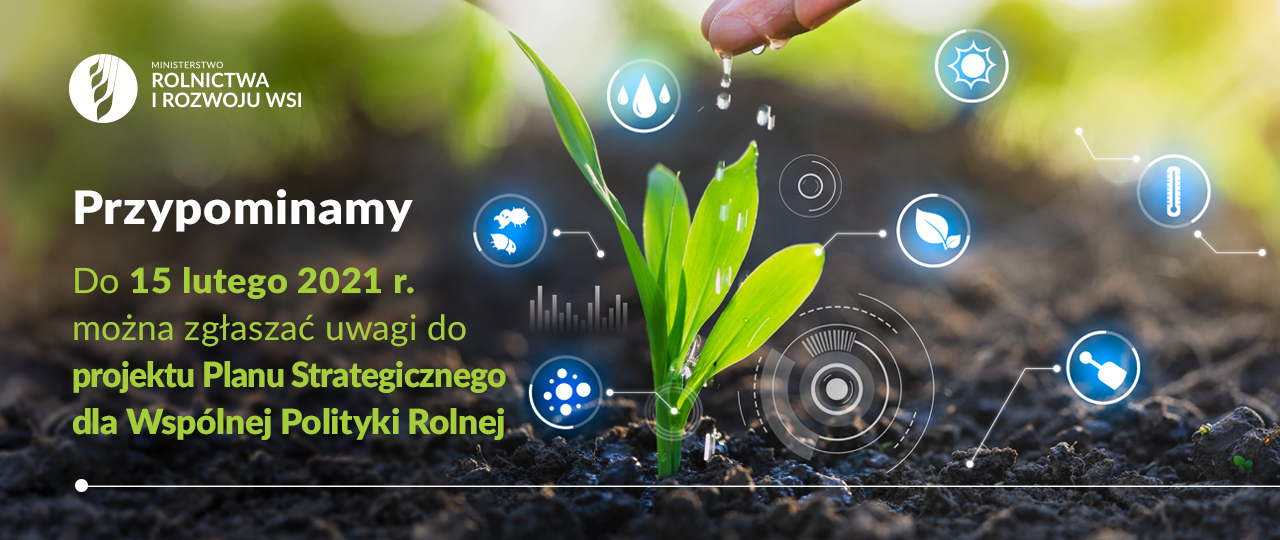 MINISTERSTWO
ROLNICTWA
I ROZWOJU WSI
Przypominamy
Do 15 lutego 2021 r.
można zgłaszać uwagi do
projektu Planu Strategicznego
dla Wspólnej Polityki Rolnej